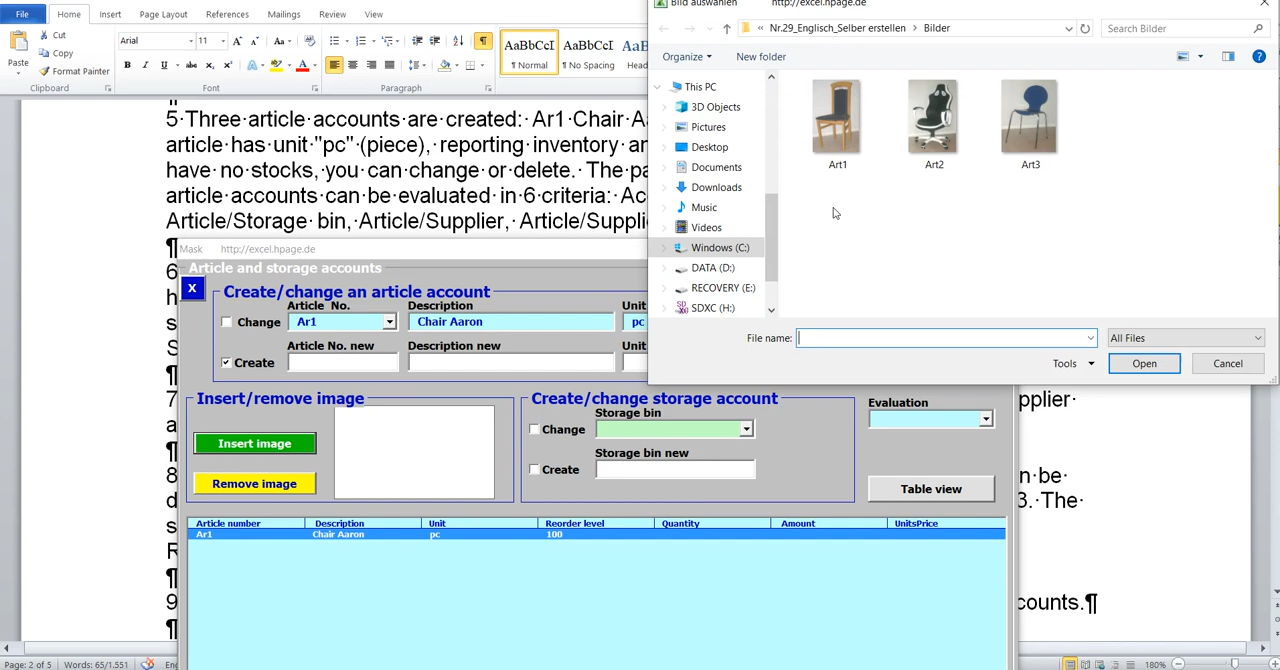 File
Home
Insert
Page Layout
References
Mailings
Review
View
Paste
Cut
Copy
Format Painter
Clipboard
Arial
11
Font
Paragraph
AaBbCcI
AaBbCcI
AaBb
¶ Normal
¶ No Spacing
Head
5·Three·article·accounts·are·created:·Ar1·Chair·Aa
article·has·unit·"pc"·(piece),·reporting·inventory·ar
have·no·stocks,·you·can·change·or·delete.·The·pa
article·accounts·can·be·evaluated·in·6·criteria:·Ac
Article/Storage·bin,·Article/Supplier,·Article/Suppli
Bild auswählen http://excel.hpage.de
« Nr.29_Englisch_Selber erstellen > Bilder
Search Bilder
Organize
New folder
This PC
3D Objects
Pictures
Desktop
Documents
Downloads
Music
Videos
Windows (C:)
DATA (D:)
RECOVERY (E:)
SDXC (H:)
Art1
Art2
Art3
File name:
All Files
Tools
Open
Cancel
Mask http://excel.hpage.de
Article and storage accounts
X
Create/change an article account
Article No.
Description
Unit
Change
Ar1
Chair Aaron
pc
Article No. new
Description new
Unit
Create
Insert/remove image
Insert image
Remove image
Create/change storage account
Storage bin
Change
Storage bin new
Create
Evaluation
Table view
Article number
Description
Unit
Reorder level
Quantity
Amount
UnitsPrice
Ar1
Chair Aaron
pc
100
6
7
8
9
pplier·
n·be·
3.·The·
counts.¶
Page: 2 of 5
Words: 65/1.551
180%